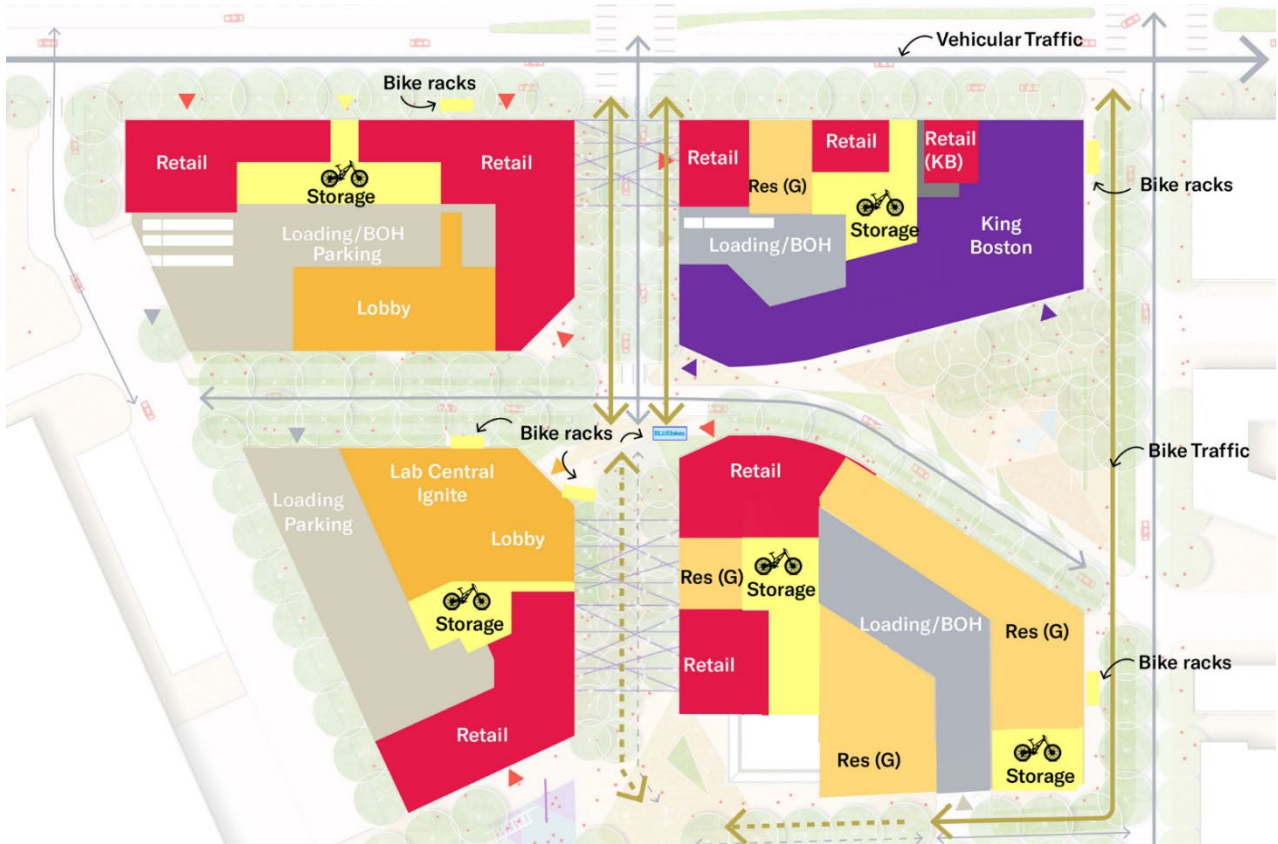 Vehicular Traffic
Bike racks
Retail
Retail
Storage
Loading/BOH
Parking
Lobby
Retail
Res (G)
Retail
Retail
(KB)
Storage
Loading/BOH
King
Boston
Bike racks
Bike racks
BLUEbikes
Bike Traffic
Lab Central
Ignite
Loading
Parking
Lobby
Storage
Retail
Retail
Res (G)
Storage
Retail
Loading/BOH
Res (G)
Res (G)
Storage
Bike racks